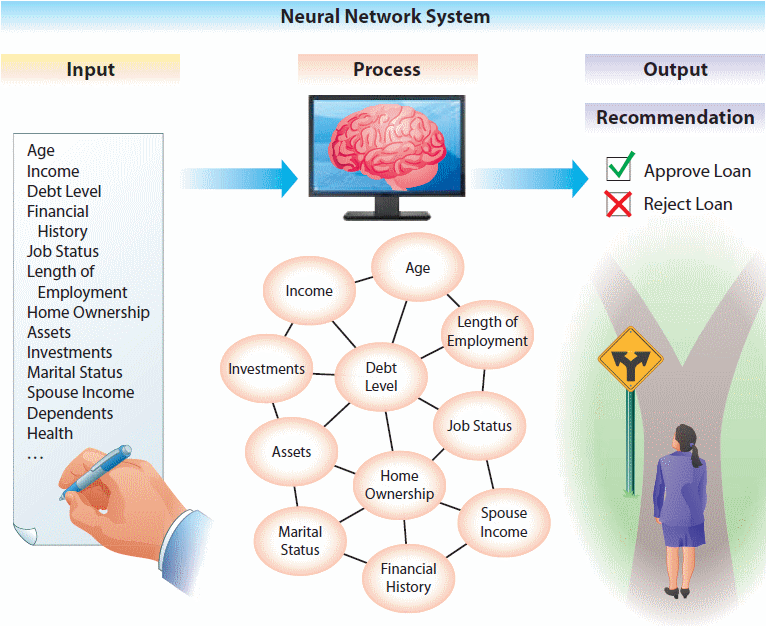 Neural Network System
Input
Process
Output
Recommendation
Approve Loan
Reject Loan
Age
Income
Debt Level
Financial
History
Job Status
Length of
Employment
Home Ownership
Assets
Investments
Marital Status
Spouse Income
Dependents
Health
...
Age
Income
Length of
Employment
Investments
Debt
Level
Job Status
Assets
Home
Ownership
Spouse
Income
Marital
Status
Financial
History